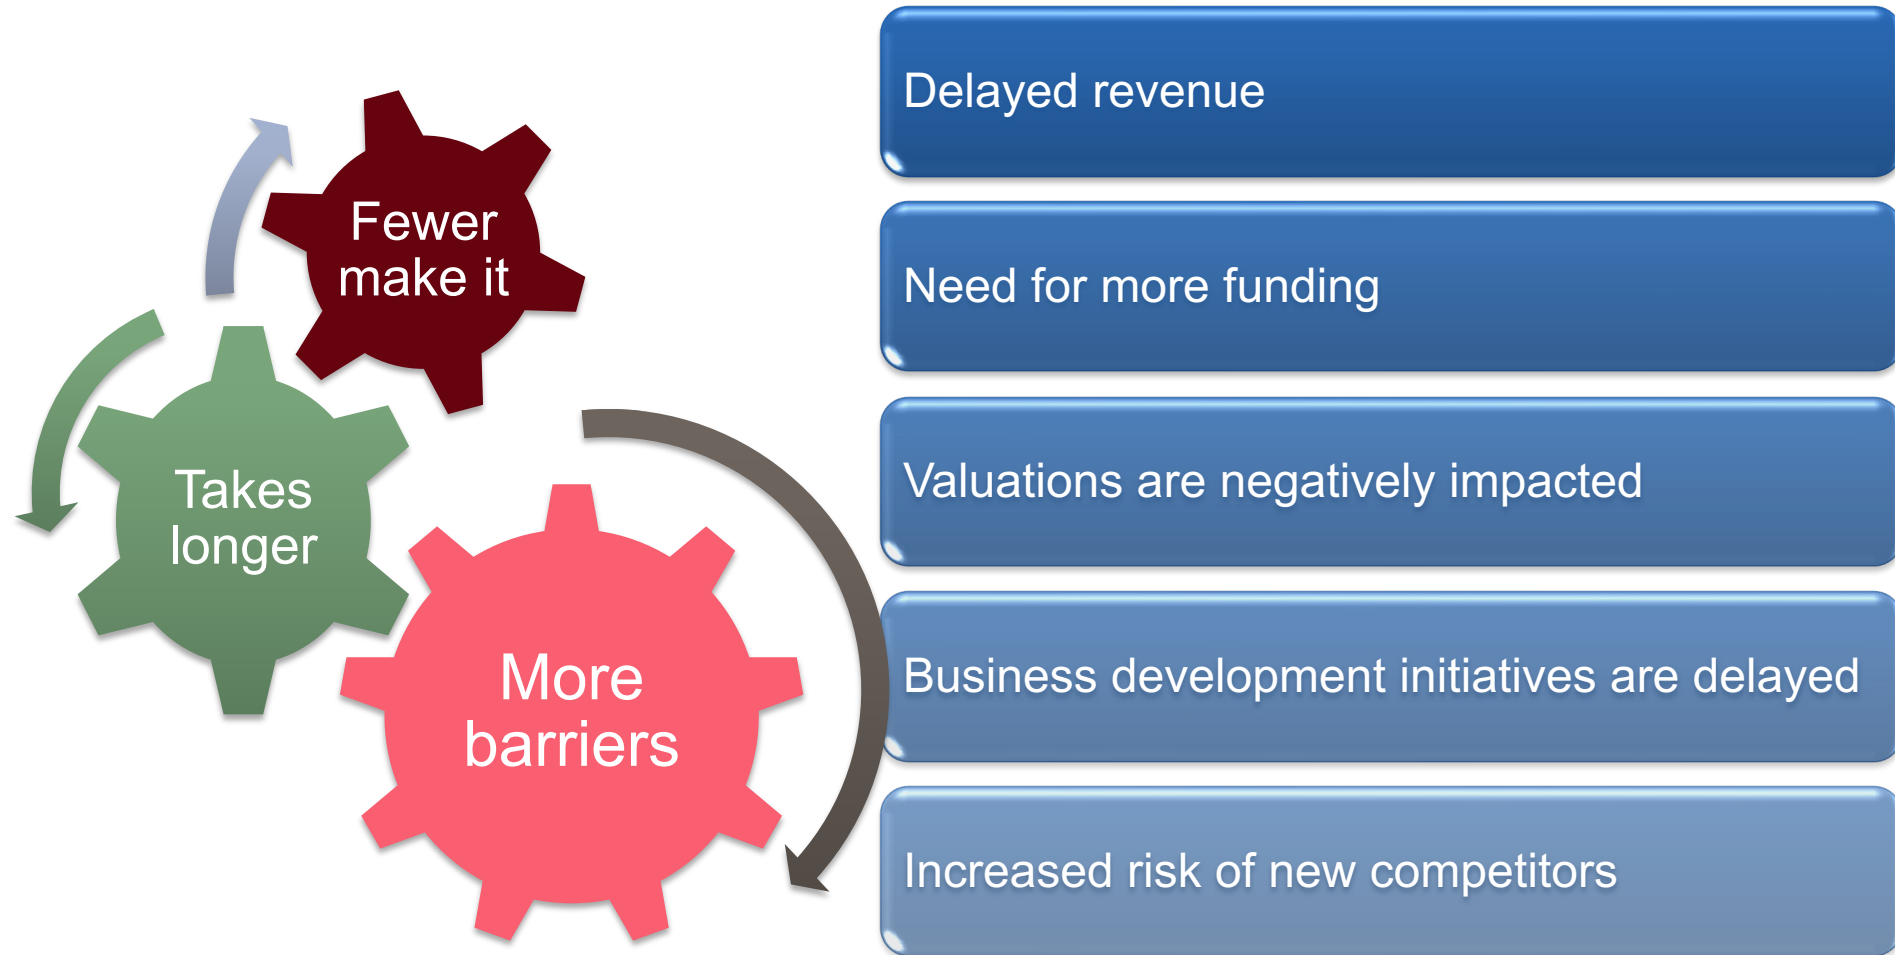 Fewer
make it
Takes
longer
More
barriers
Delayed revenue
Need for more funding
Valuations are negatively impacted
Business development initiatives are delayed
Increased risk of new competitors